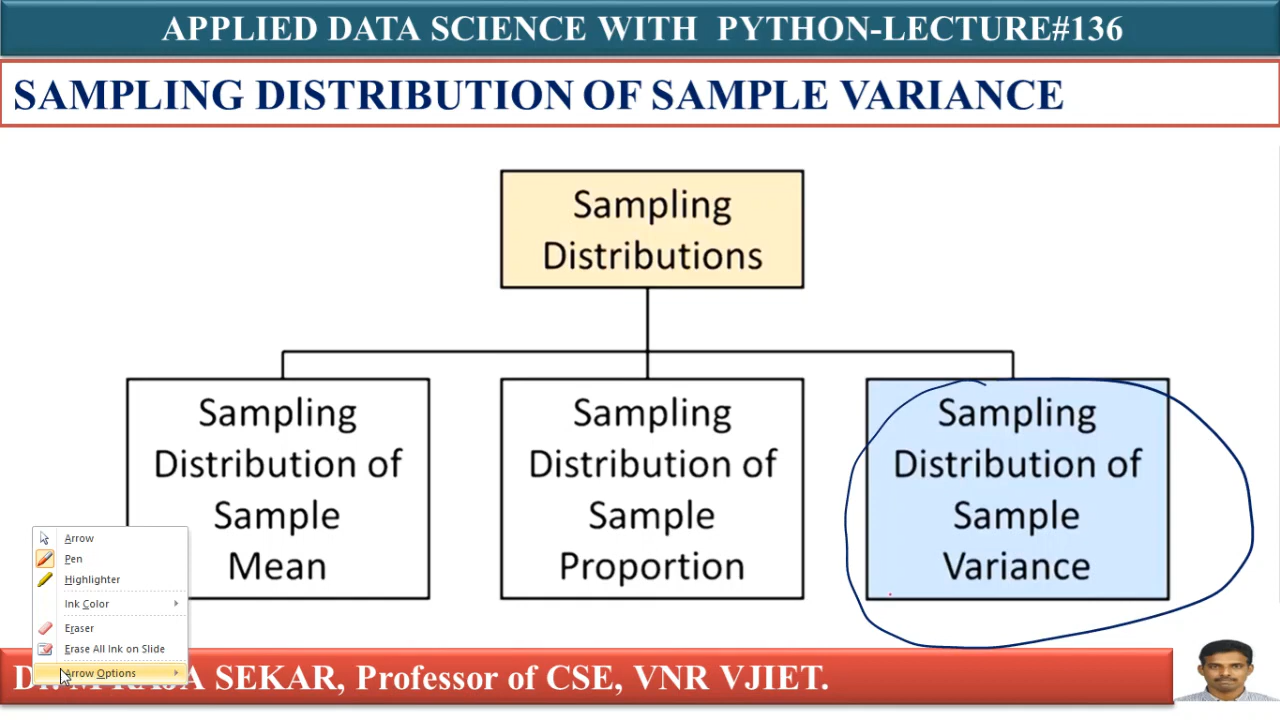 APPLIED DATA SCIENCE WITH PYTHON-LECTURE#136
SAMPLING DISTRIBUTION OF SAMPLE VARIANCE
Sampling
Distributions
Sampling
Distribution of
Sample
Mean
Sampling
Distribution of
Sample
Proportion
Sampling
Distribution of
Sample
Variance
Arrow
Pen
Highlighter
Ink Color
Eraser
Erase All Ink on Slide
Arrow Options
SEKAR, Professor of CSE, VNR VJIET.